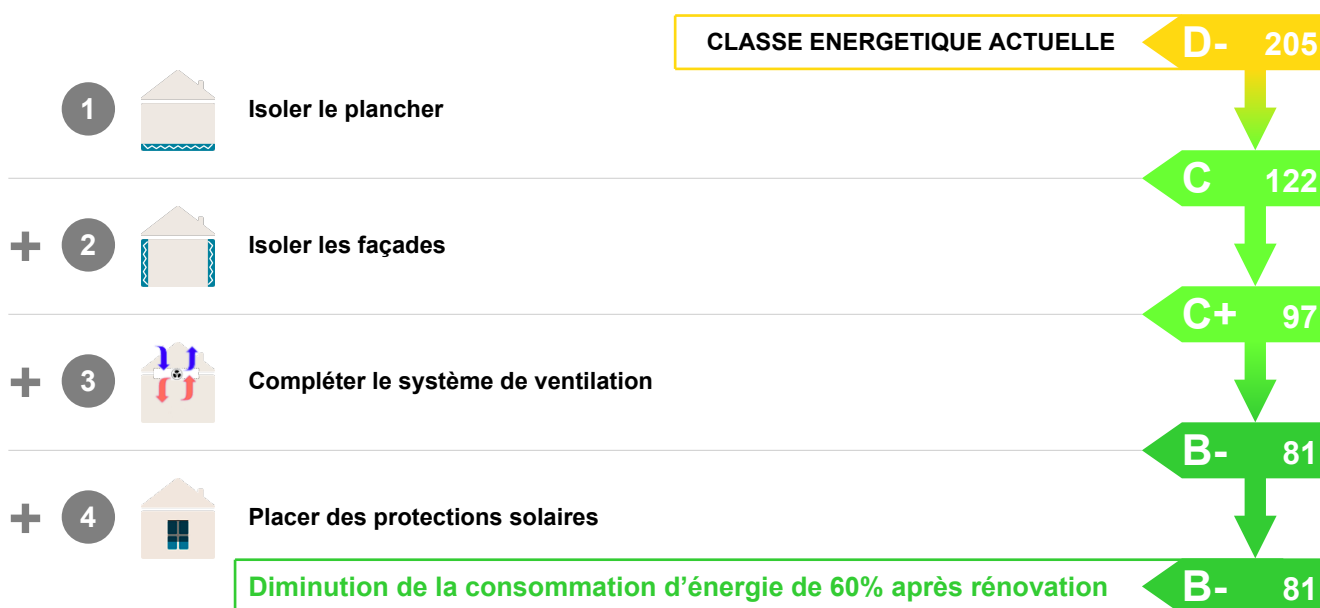 CLASSE ENERGETIQUE ACTUELLE D- 205
1 Isoler le plancher
C 122
+ 2 Isoler les façades
C+ 97
+ 3 Compléter le système de ventilation
B- 81
+ 4 Placer des protections solaires
Diminution de la consommation d’énergie de 60% après rénovation B- 81